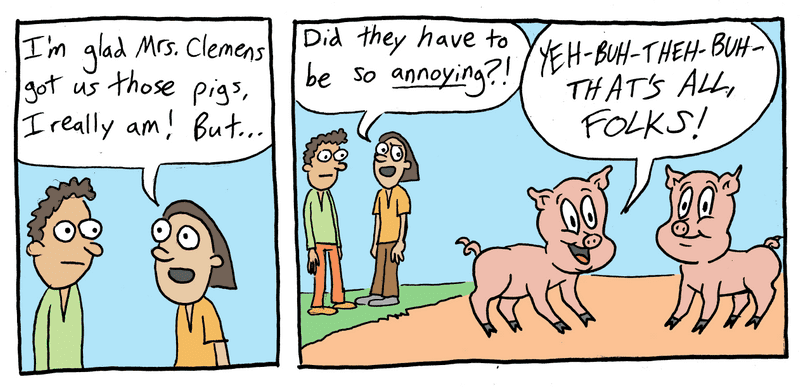 I'm glad Mrs. Clemens
got us those pigs,
I really am! But...
Did they have to
be so annoying?!
YEH-BUH-THEH-BUH-
THAT'S ALL,
FOLKS!